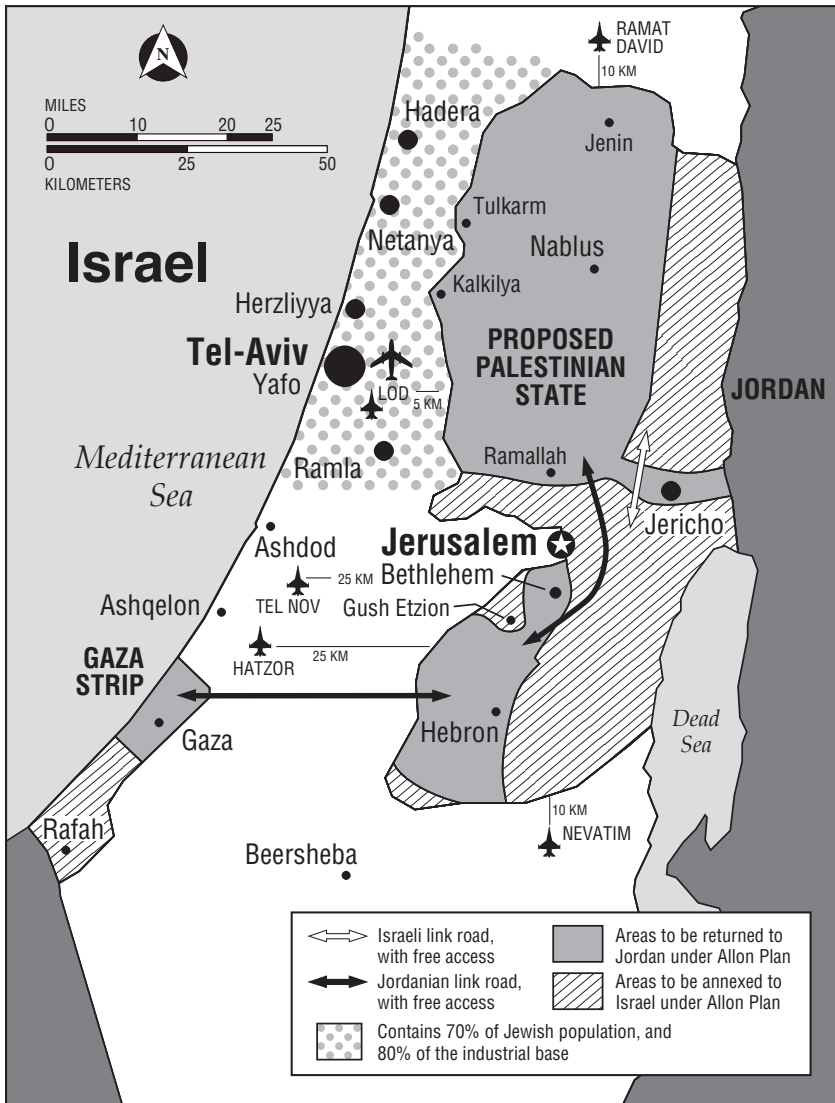 RAMAT
DAVID
10 KM
N
MILES
0 10 20 25
0 25 50
KILOMETERS
Hadera
Jenin
Netanya
Tulkarm
Nablus
Israel
Kalkilya
Herzliyya
Tel-Aviv
Yafo
LOD
5 KM
PROPOSED
PALESTINIAN
STATE
JORDAN
Mediterranean
Sea
Ramla
Ramallah
Jericho
Ashdod
Jerusalem
TEL NOV
25 KM
Bethlehem
Ashqelon
Gush Etzion
HATZOR
25 KM
GAZA
STRIP
Gaza
Hebron
Dead
Sea
10 KM
NEVATIM
Rafah
Beersheba
Israeli link road,
with free access
Areas to be returned to
Jordan under Allon Plan
Jordanian link road,
with free access
Areas to be annexed to
Israel under Allon Plan
Contains 70% of Jewish population, and
80% of the industrial base